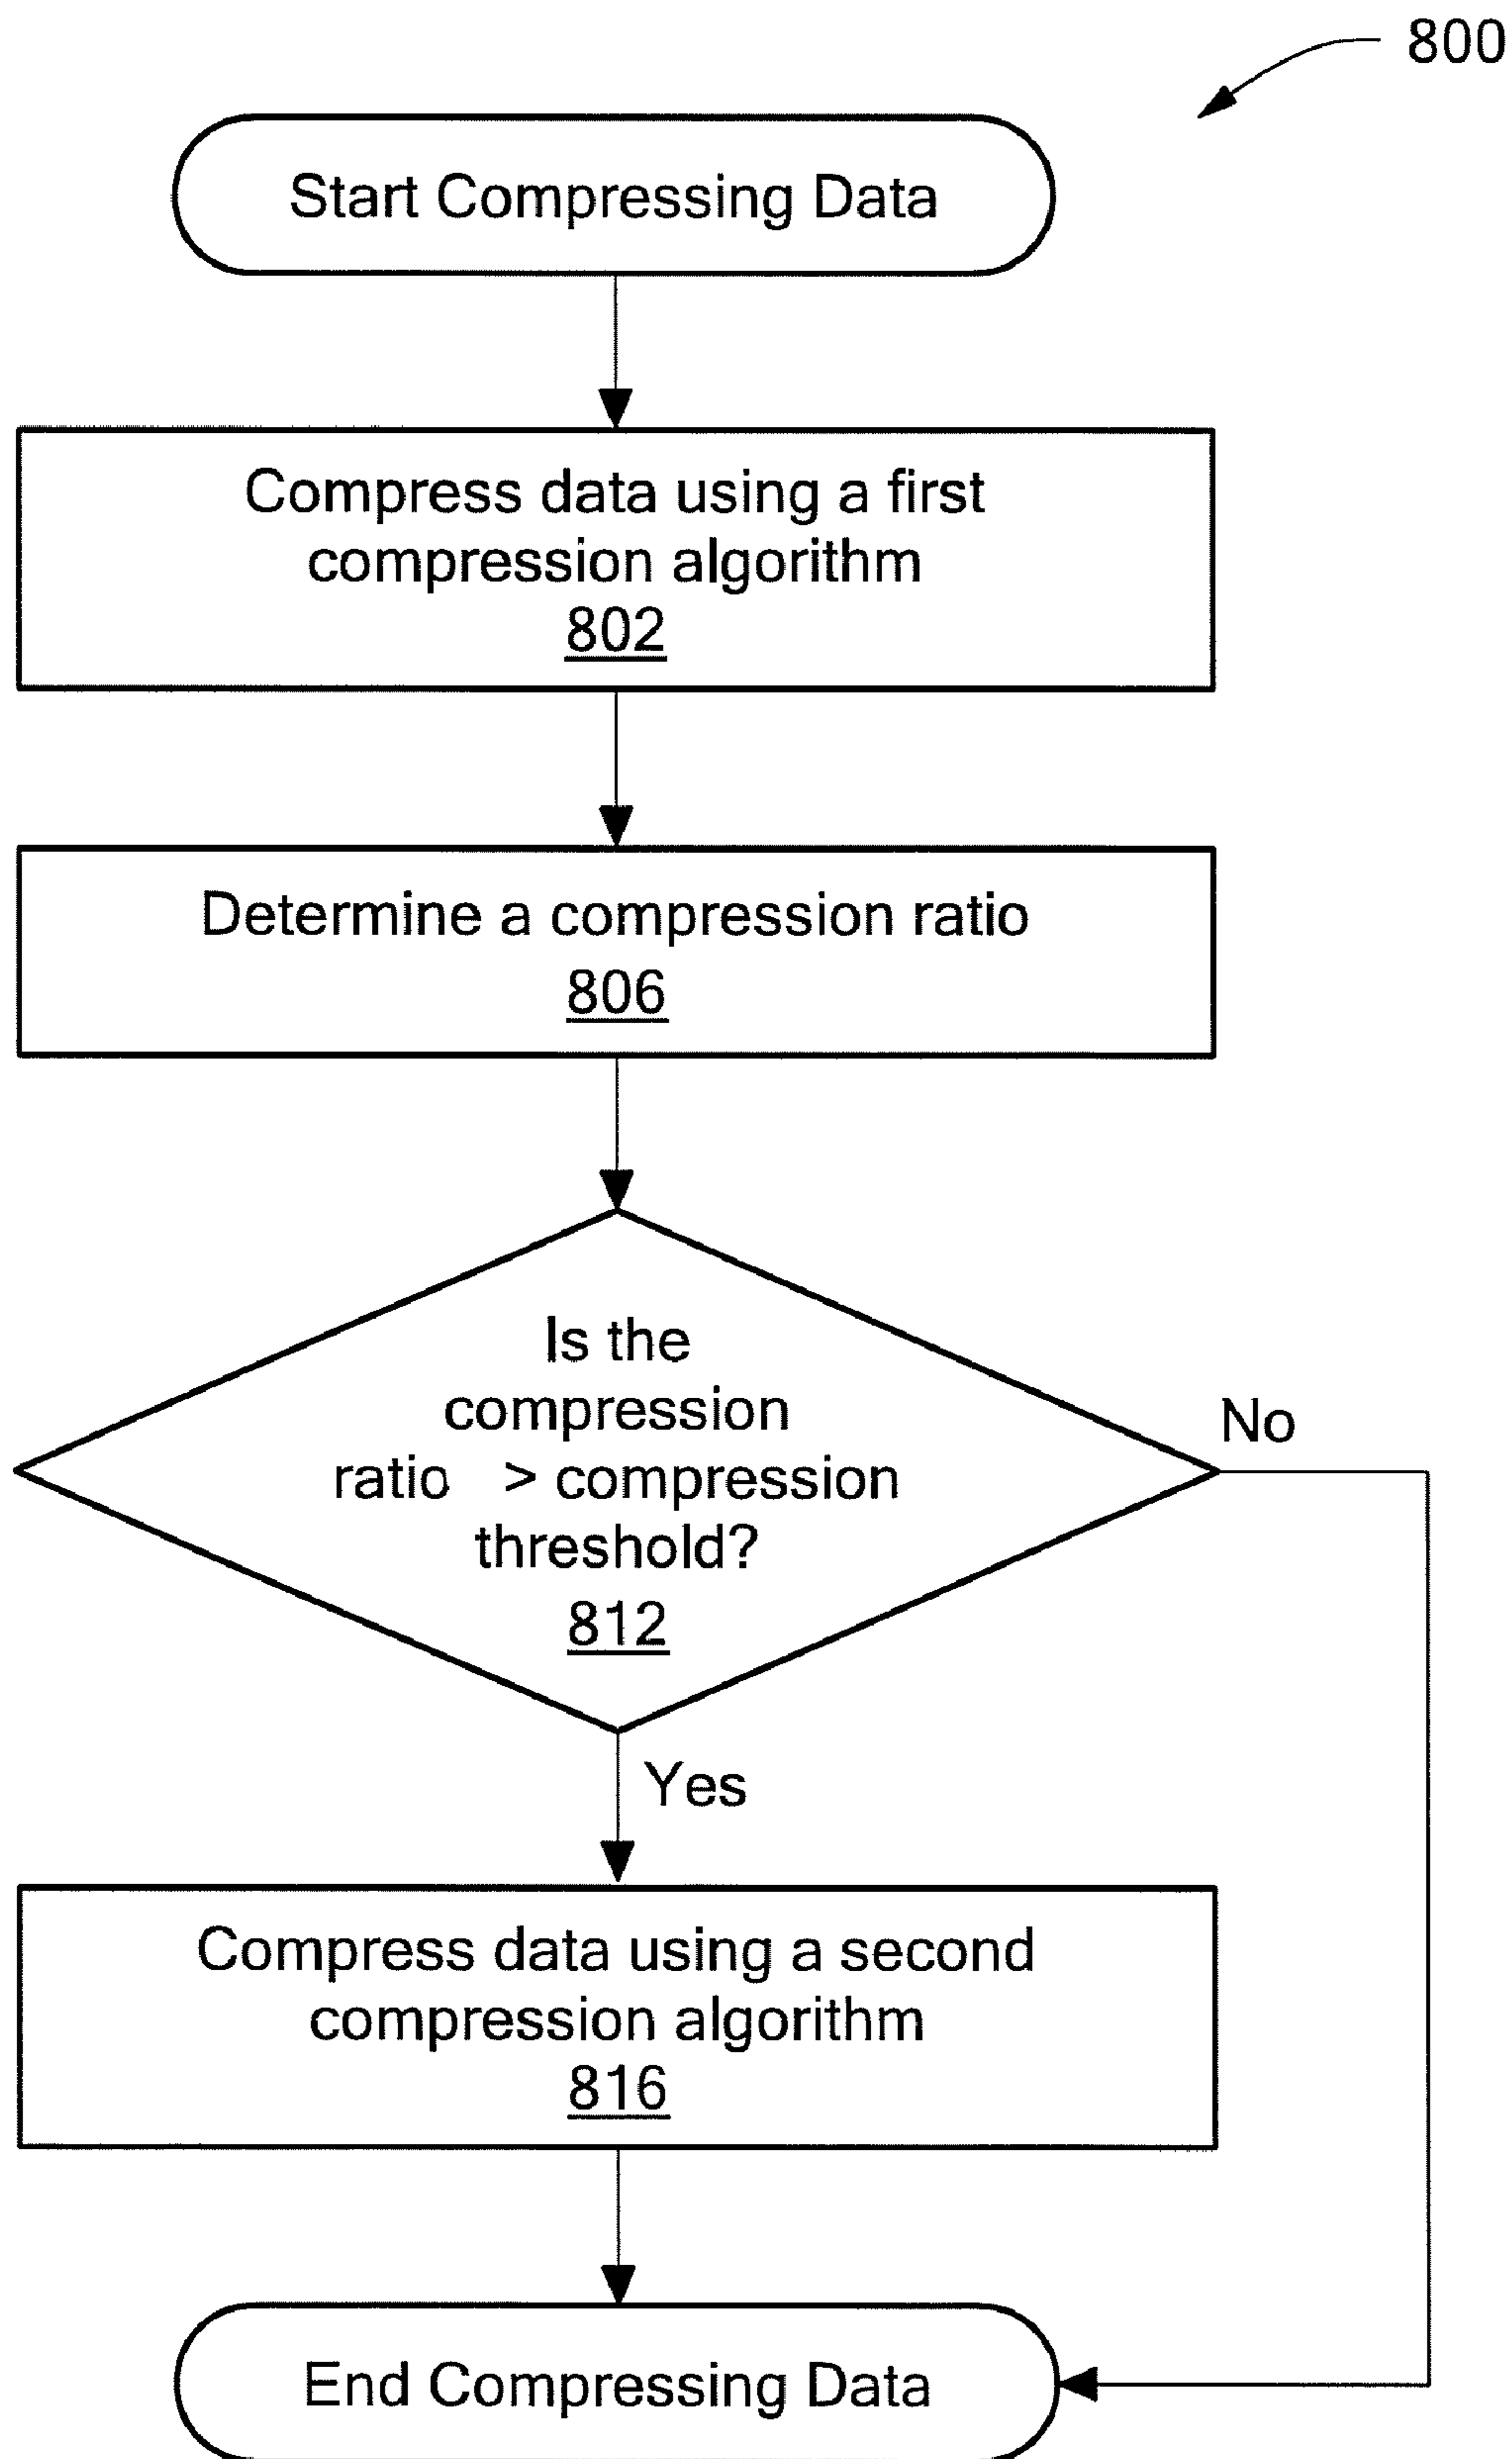 800
Start Compressing Data
Compress data using a first
compression algorithm
802
Determine a compression ratio
806
Is the
compression
ratio > compression
threshold?
812
No
Yes
Compress data using a second
compression algorithm
816
End Compressing Data